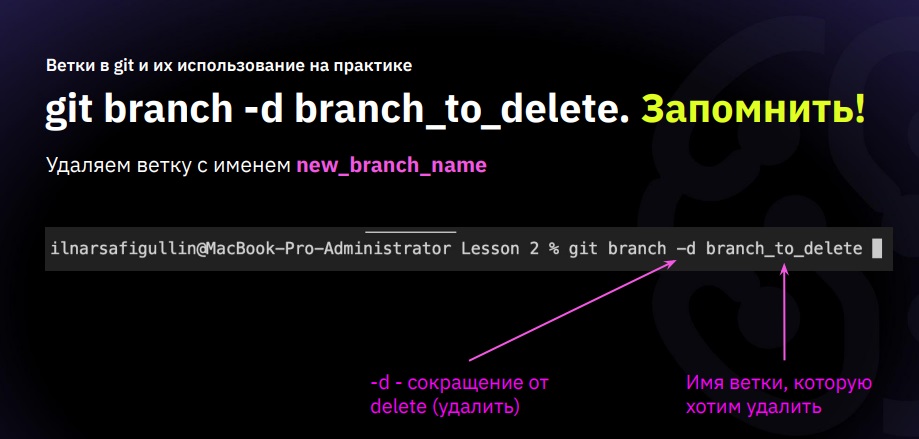 Ветки в git и их использование на практике
git branch -d branch_to_delete. Запомнить!
Удаляем ветку с именем new_branch_name
ilnarsafigullin@MacBook-Pro-Administrator Lesson 2 % git branch -d branch_to_delete
-d - сокращение от
delete (удалить)
Имя ветки, которую
хотим удалить